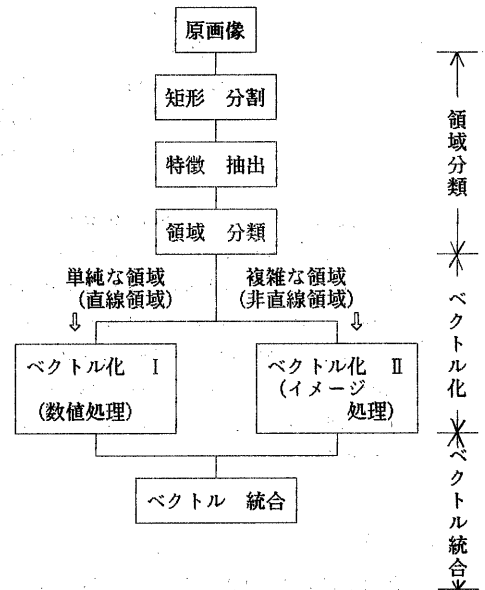 原画像
矩形 分割
特徴 抽出
領域 分類
単純な領域
(直線領域)
複雑な領域
(非直線領域)
⇩
⇩
ベクトル化 Ⅰ
(数値処理)
ベクトル化 Ⅱ
(イメージ
処理)
ベクトル 統合
領域分類
ベクトル化
ベクトル統合